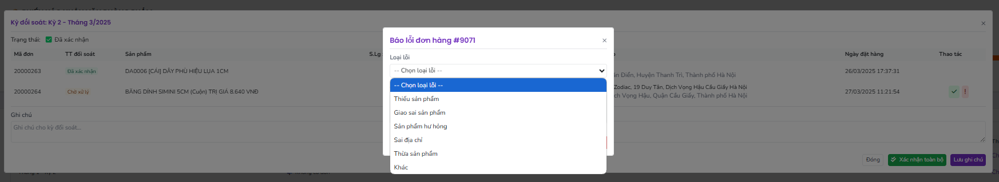 Kỳ đối soát: Kỳ 2 - Tháng 3/2025
×
Trạng thái: Đã xác nhận
Mã đơn TT đối soát Sản phẩm S.Lg Ngày đặt hàng Thao tác
20000263 Đã xác nhận DA0006 [CÁI] DÂY PHÙ HIỆU LỤA 1CM Điền, Huyện Thanh Trì, Thành phố Hà Nội 26/03/2025 17:37:31
20000264 Chờ xử lý BĂNG DÍNH SIMINI 5CM (Cuộn) TRỊ GIÁ 8.640 VNĐ Zodiac, 19 Duy Tân, Dịch Vọng Hậu Cầu Giấy Hà Nội 27/03/2025 11:21:54 !
Vọng Hậu, Quận Cầu Giấy, Thành phố Hà Nội
Ghi chú
Ghi chú cho kỳ đối soát...
Đóng Xác nhận toàn bộ Lưu ghi chú
Báo lỗi đơn hàng #9071
×
Loại lỗi
-- Chọn loại lỗi --
-- Chọn loại lỗi --
Thiếu sản phẩm
Giao sai sản phẩm
Sản phẩm hư hỏng
Sai địa chỉ
Thừa sản phẩm
Khác